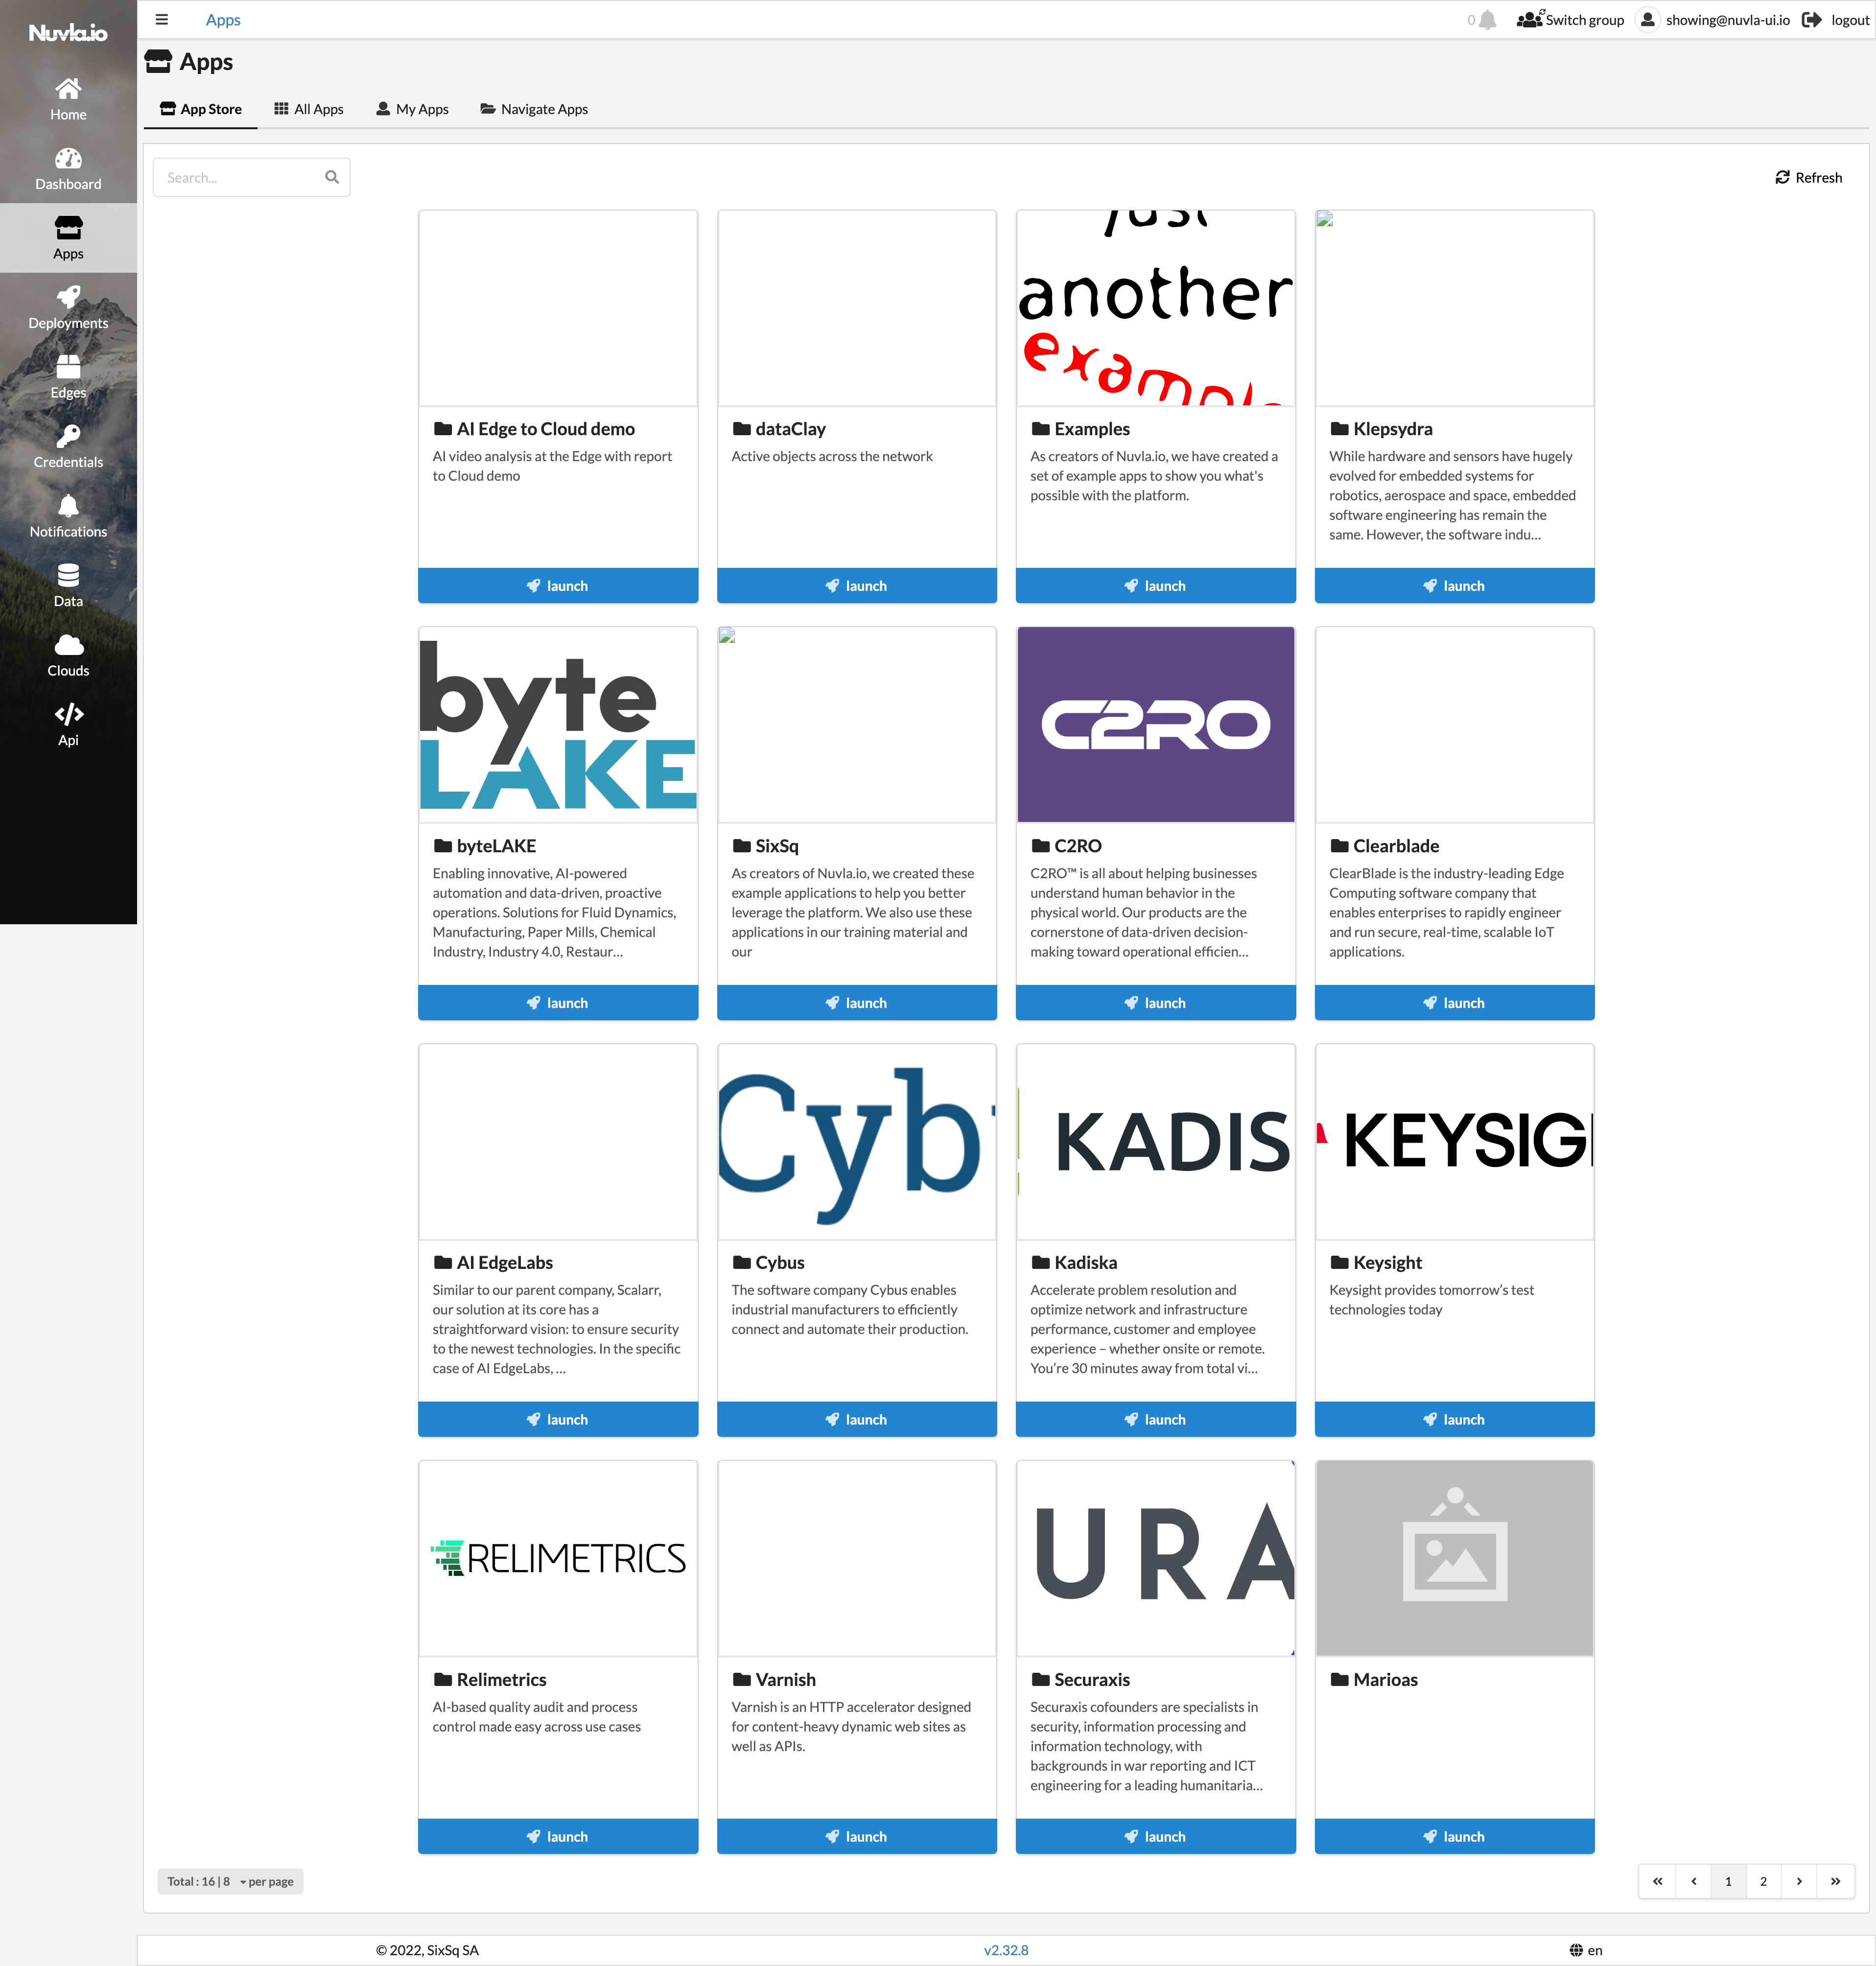 Nuvla.io
Home
Dashboard
Apps
Deployments
Edges
Credentials
Notifications
Data
Clouds
Api
Apps
0
Switch group
showing@nuvla-ui.io
logout
Apps
App Store
All Apps
My Apps
Navigate Apps
Search...
Refresh
just
another
example
AI Edge to Cloud demo
AI video analysis at the Edge with report
to Cloud demo
launch
dataClay
Active objects across the network
launch
Examples
As creators of Nuvla.io, we have created a
set of example apps to show you what's
possible with the platform.
launch
Klepsydra
While hardware and sensors have hugely
evolved for embedded systems for
robotics, aerospace and space, embedded
software engineering has remain the
same. However, the software indu...
launch
byte
LAKE
byteLAKE
Enabling innovative, AI-powered
automation and data-driven, proactive
operations. Solutions for Fluid Dynamics,
Manufacturing, Paper Mills, Chemical
Industry, Industry 4.0, Restaur...
launch
SixSq
As creators of Nuvla.io, we created these
example applications to help you better
leverage the platform. We also use these
applications in our training material and
our
launch
C2RO
C2RO
C2RO™ is all about helping businesses
understand human behavior in the
physical world. Our products are the
cornerstone of data-driven decision-
making toward operational efficien...
launch
Clearblade
ClearBlade is the industry-leading Edge
Computing software company that
enables enterprises to rapidly engineer
and run secure, real-time, scalable IoT
applications.
launch
AI EdgeLabs
Similar to our parent company, Scalarr,
our solution at its core has a
straightforward vision: to ensure security
to the newest technologies. In the specific
case of AI EdgeLabs, ...
launch
Cyb
Cybus
The software company Cybus enables
industrial manufacturers to efficiently
connect and automate their production.
launch
KADIS
Kadiska
Accelerate problem resolution and
optimize network and infrastructure
performance, customer and employee
experience – whether onsite or remote.
You’re 30 minutes away from total vi...
launch
KEYSIG
Keysight
Keysight provides tomorrow’s test
technologies today
launch
RELIMETRICS
Relimetrics
AI-based quality audit and process
control made easy across use cases
launch
Varnish
Varnish is an HTTP accelerator designed
for content-heavy dynamic web sites as
well as APIs.
launch
URA
Securaxis
Securaxis cofounders are specialists in
security, information processing and
information technology, with
backgrounds in war reporting and ICT
engineering for a leading humanitaria...
launch
Marioas
launch
Total : 16 | 8 per page
« ‹ 1 2 › »
© 2022, SixSq SA
v2.32.8
en